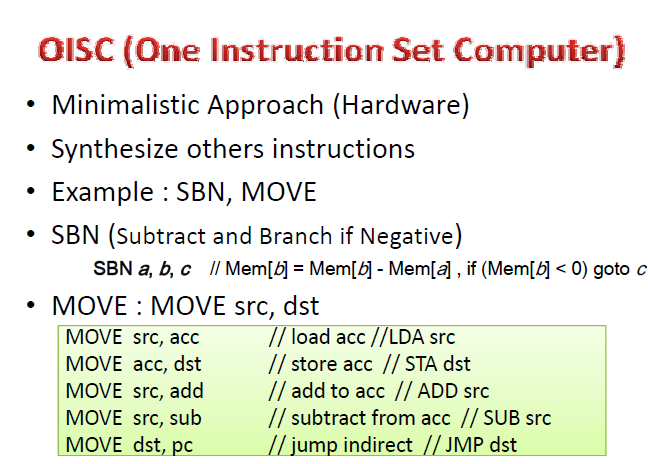 OISC (One Instruction Set Computer)
• Minimalistic Approach (Hardware)
• Synthesize others instructions
• Example : SBN, MOVE
• SBN (Subtract and Branch if Negative)
SBN a, b, c // Mem[b] = Mem[b] - Mem[a] , if (Mem[b] < 0) goto c
• MOVE : MOVE src, dst
MOVE src, acc // load acc //LDA src
MOVE acc, dst // store acc // STA dst
MOVE src, add // add to acc // ADD src
MOVE src, sub // subtract from acc // SUB src
MOVE dst, pc // jump indirect // JMP dst